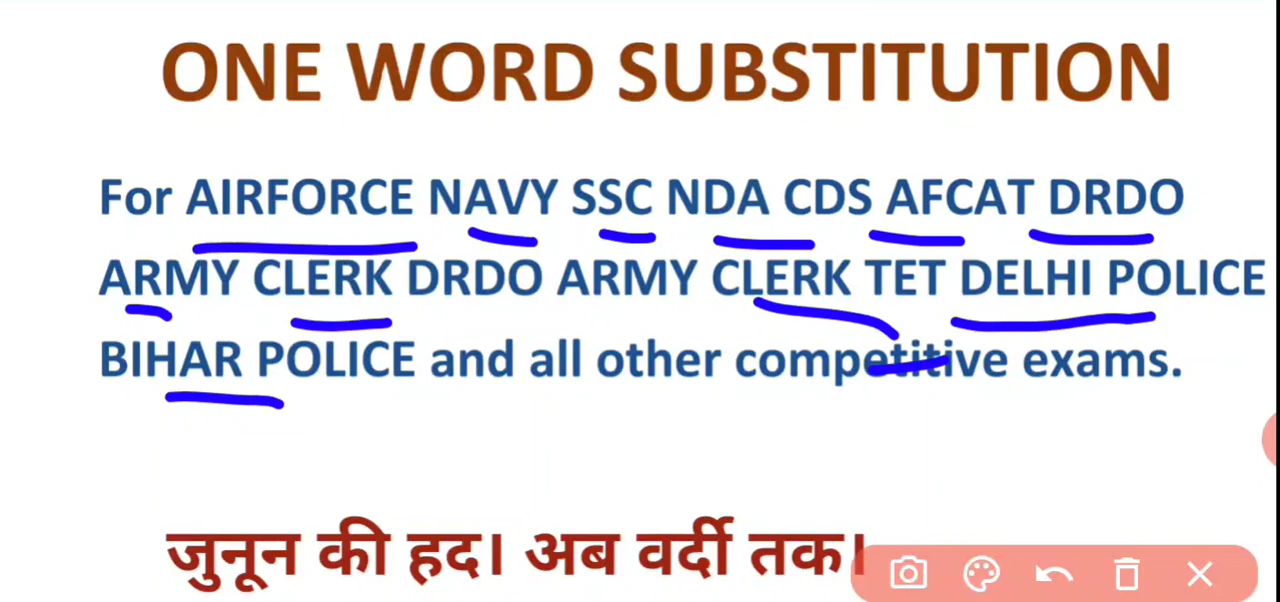 ONE WORD SUBSTITUTION
For AIRFORCE NAVY SSC NDA CDS AFCAT DRDO
ARMY CLERK DRDO ARMY CLERK TET DELHI POLICE
BIHAR POLICE and all other competitive exams.
जुनून की हद। अब वर्दी तक।